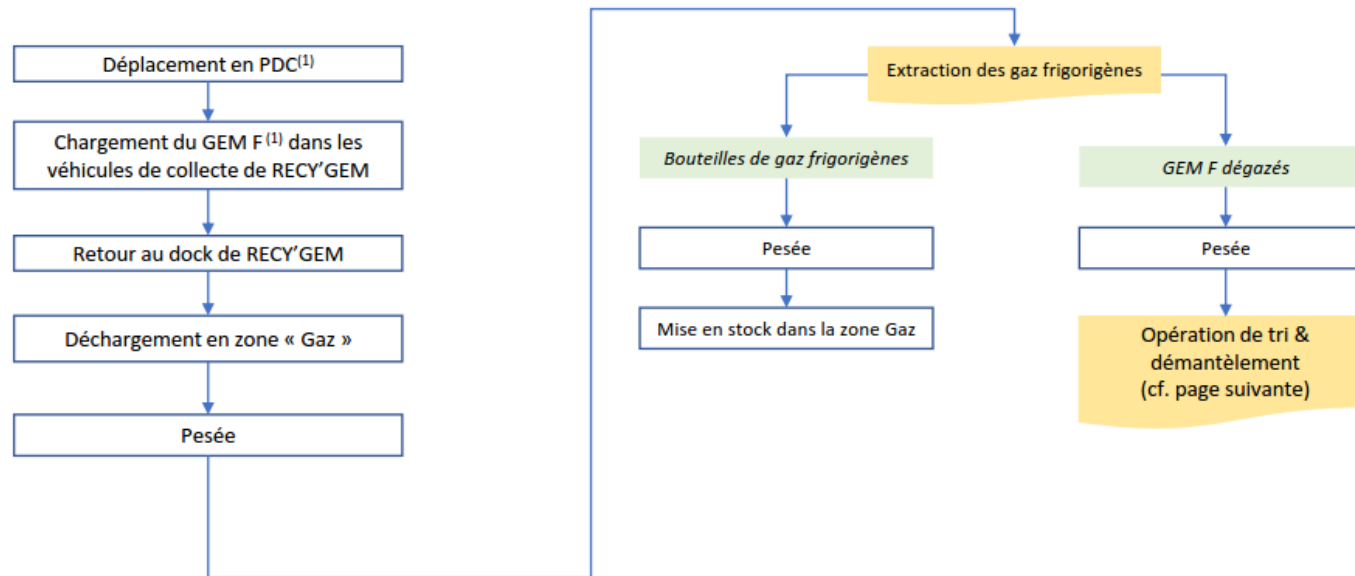 Déplacement en PDC(1)
Chargement du GEM F (1) dans les
véhicules de collecte de RECY'GEM
Retour au dock de RECY'GEM
Déchargement en zone « Gaz »
Pesée
Extraction des gaz frigorigènes
Bouteilles de gaz frigorigènes
Pesée
Mise en stock dans la zone Gaz
GEM F dégazés
Pesée
Opération de tri &
démantèlement
(cf. page suivante)